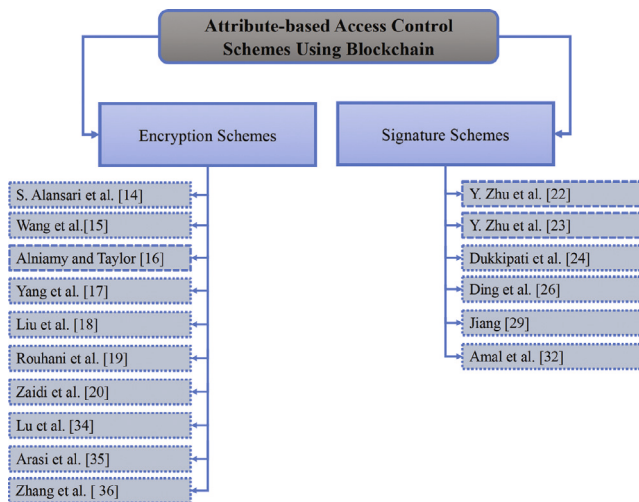 Attribute-based Access Control
Schemes Using Blockchain
Encryption Schemes
S. Alansari et al. [14]
Wang et al.[15]
Alniamy and Taylor [16]
Yang et al. [17]
Liu et al. [18]
Rouhani et al. [19]
Zaidi et al. [20]
Lu et al. [34]
Arasi et al. [35]
Zhang et al. [ 36]
Signature Schemes
Y. Zhu et al. [22]
Y. Zhu et al. [23]
Dukkipati et al. [24]
Ding et al. [26]
Jiang [29]
Amal et al. [32]